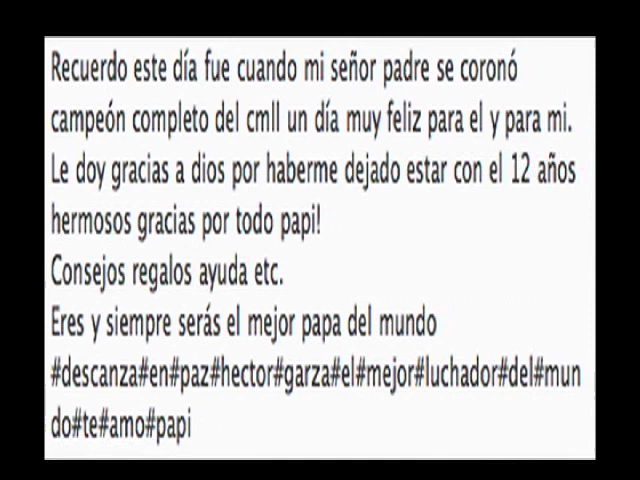 Recuerdo este día fue cuando mi señor padre se coronó
campeón completo del cmll un día muy feliz para el y para mi.
Le doy gracias a dios por haberme dejado estar con el 12 años
hermosos gracias por todo papi!
Consejos regalos ayuda etc.
Eres y siempre serás el mejor papa del mundo
#descanza#en#paz#hector#garza#el#mejor#luchador#del#mun
do#te#amo#papi